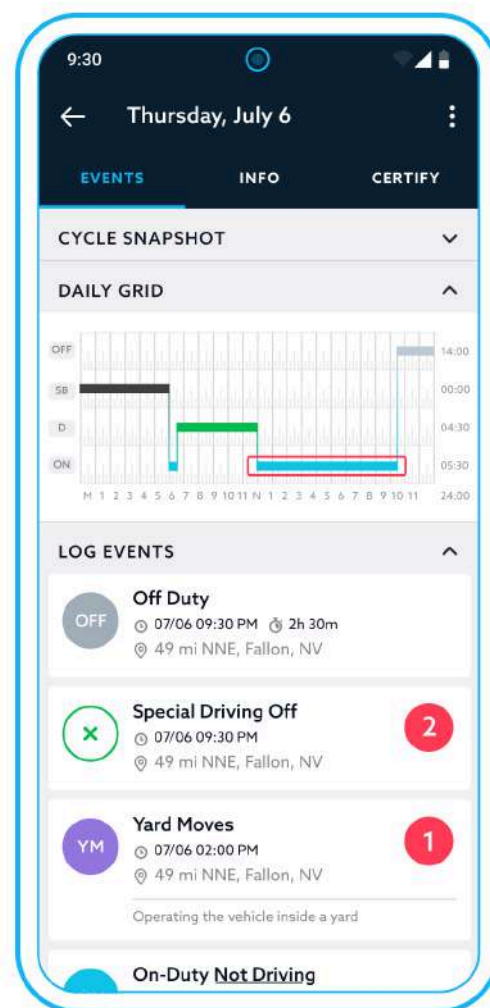 9:30
Thursday, July 6
EVENTS INFO CERTIFY
CYCLE SNAPSHOT
DAILY GRID
OFF 14:00
SB 00:00
D 04:30
ON 05:30
M 1 2 3 4 5 6 7 8 9 10 11 N 1 2 3 4 5 6 7 8 9 10 11 24:00
LOG EVENTS
OFF
Off Duty
07/06 09:30 PM 2h 30m
49 mi NNE, Fallon, NV
Special Driving Off
07/06 09:30 PM
49 mi NNE, Fallon, NV
2
YM
Yard Moves
07/06 02:00 PM
49 mi NNE, Fallon, NV
1
Operating the vehicle inside a yard
On-Duty Not Driving